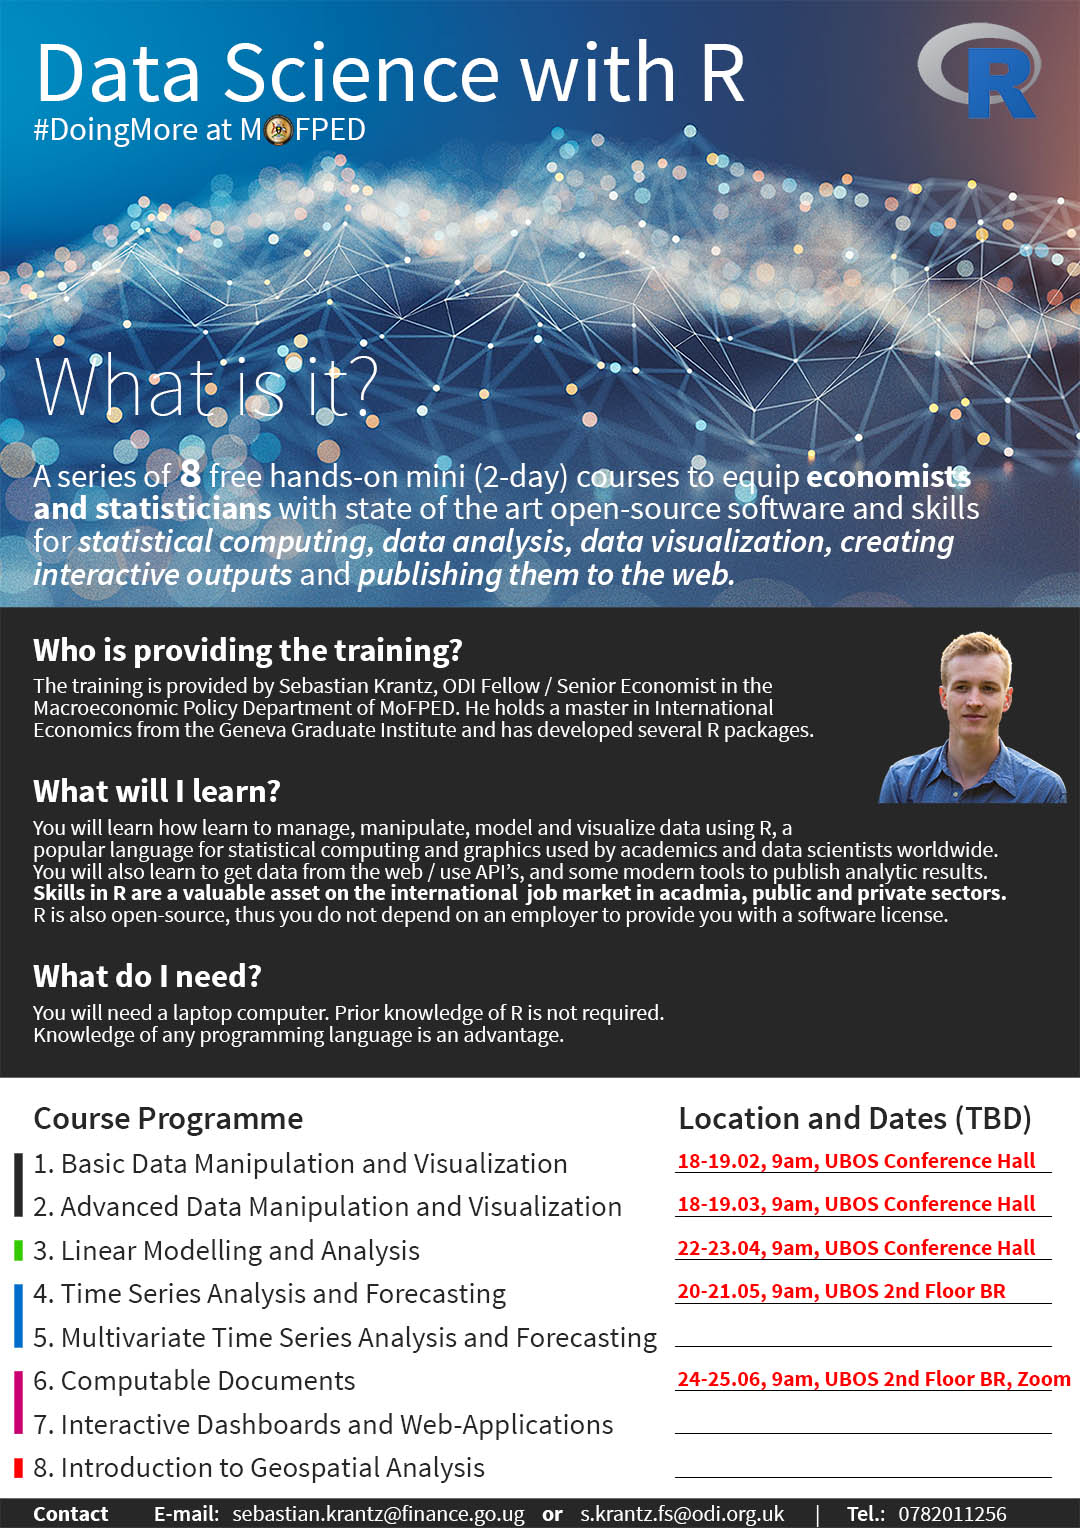 Data Science with R
R
#DoingMore at MoFPED
What is it?
A series of 8 free hands-on mini (2-day) courses to equip economists
and statisticians with state of the art open-source software and skills
for statistical computing, data analysis, data visualization, creating
interactive outputs and publishing them to the web.
Who is providing the training?
The training is provided by Sebastian Krantz, ODI Fellow / Senior Economist in the
Macroeconomic Policy Department of MoFPED. He holds a master in International
Economics from the Geneva Graduate Institute and has developed several R packages.
What will I learn?
You will learn how learn to manage, manipulate, model and visualize data using R, a
popular language for statistical computing and graphics used by academics and data scientists worldwide.
You will also learn to get data from the web / use API’s, and some modern tools to publish analytic results.
Skills in R are a valuable asset on the international job market in acadmia, public and private sectors.
R is also open-source, thus you do not depend on an employer to provide you with a software license.
What do I need?
You will need a laptop computer. Prior knowledge of R is not required.
Knowledge of any programming language is an advantage.
Course Programme
Location and Dates (TBD)
1. Basic Data Manipulation and Visualization
18-19.02, 9am, UBOS Conference Hall
2. Advanced Data Manipulation and Visualization
18-19.03, 9am, UBOS Conference Hall
3. Linear Modelling and Analysis
22-23.04, 9am, UBOS Conference Hall
4. Time Series Analysis and Forecasting
20-21.05, 9am, UBOS 2nd Floor BR
5. Multivariate Time Series Analysis and Forecasting
6. Computable Documents
24-25.06, 9am, UBOS 2nd Floor BR, Zoom
7. Interactive Dashboards and Web-Applications
8. Introduction to Geospatial Analysis
Contact E-mail: sebastian.krantz@finance.go.ug or s.krantz.fs@odi.org.uk | Tel.: 0782011256